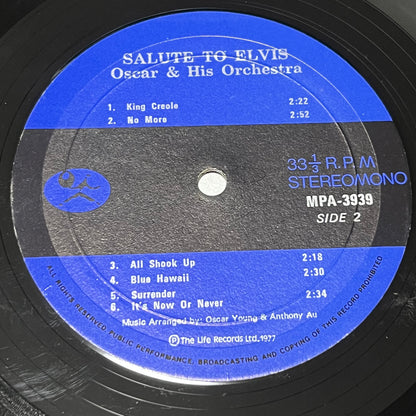 SALUTE TO ELVIS
Oscar & His Orchestra
1. King Creole 2:22
2. No More 2:52
33 1/3 R.P.M
STEREO/MONO
MPA-3939
SIDE 2
3. All Shook Up 2:18
4. Blue Hawaii 2:30
5. Surrender
6. It's Now Or Never 2:34
Music Arranged by: Oscar Young & Anthony Au
Ⓟ The Life Records Ltd. 1977
ALL RIGHTS RESERVED PUBLIC PERFORMANCE, BROADCASTING AND COPYING OF THIS RECORD PROHIBITED